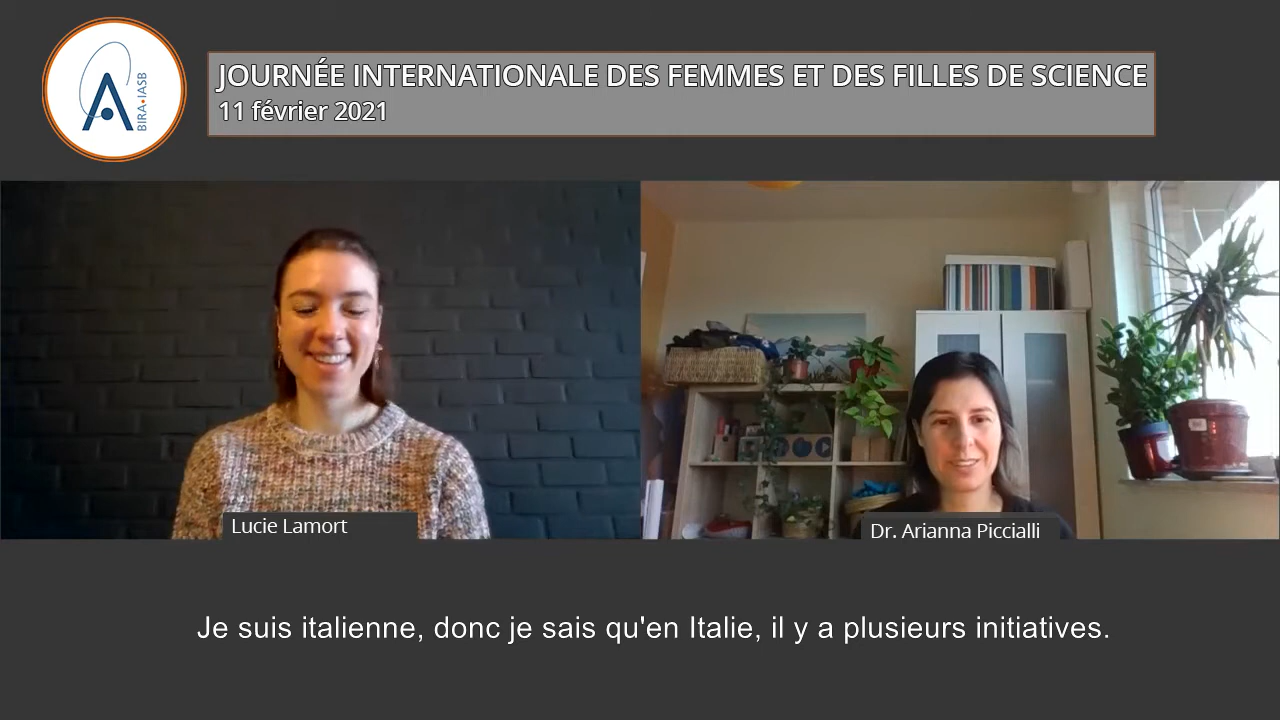 BIRA•IASB
JOURNÉE INTERNATIONALE DES FEMMES ET DES FILLES DE SCIENCE
11 février 2021
Lucie Lamort
Dr. Arianna Piccialli
Je suis italienne, donc je sais qu'en Italie, il y a plusieurs initiatives.